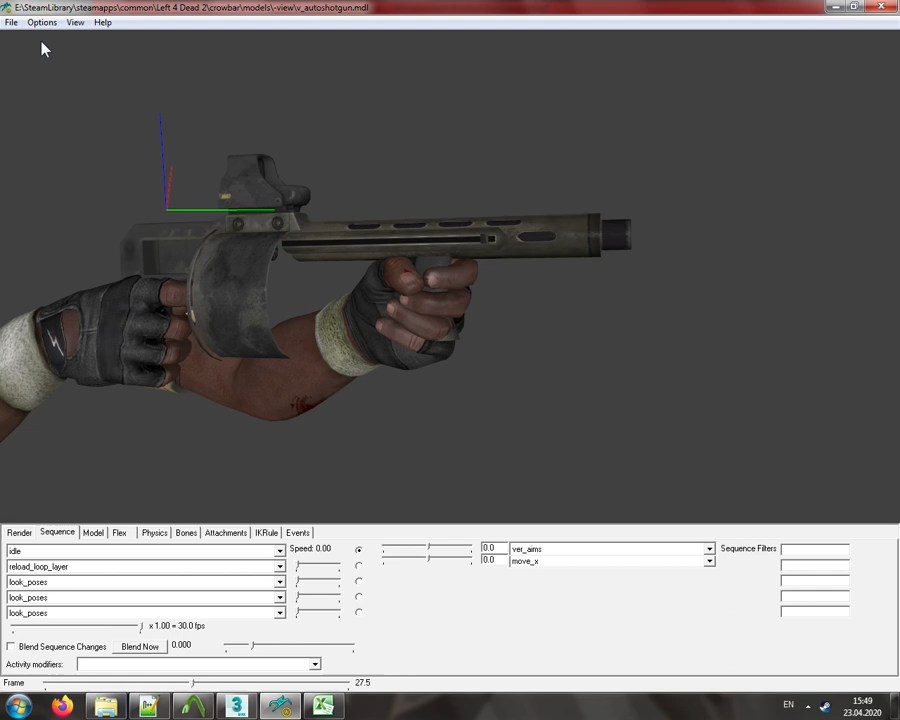 E:\SteamLibrary\steamapps\common\Left 4 Dead 2\crowbar\models\-view\v_autoshotgun.mdl
File Options View Help
Render Sequence Model Flex Physics Bones Attachments IKRule Events
idle Speed: 0.00 0.0 ver_aims Sequence Filters
reload_loop_layer 0.0 move_x
look_poses
look_poses
look_poses
x 1.00 = 30.0 fps
Blend Sequence Changes Blend Now 0.000
Activity modifiers:
Frame 27.5
EN 15:49
23.04.2020